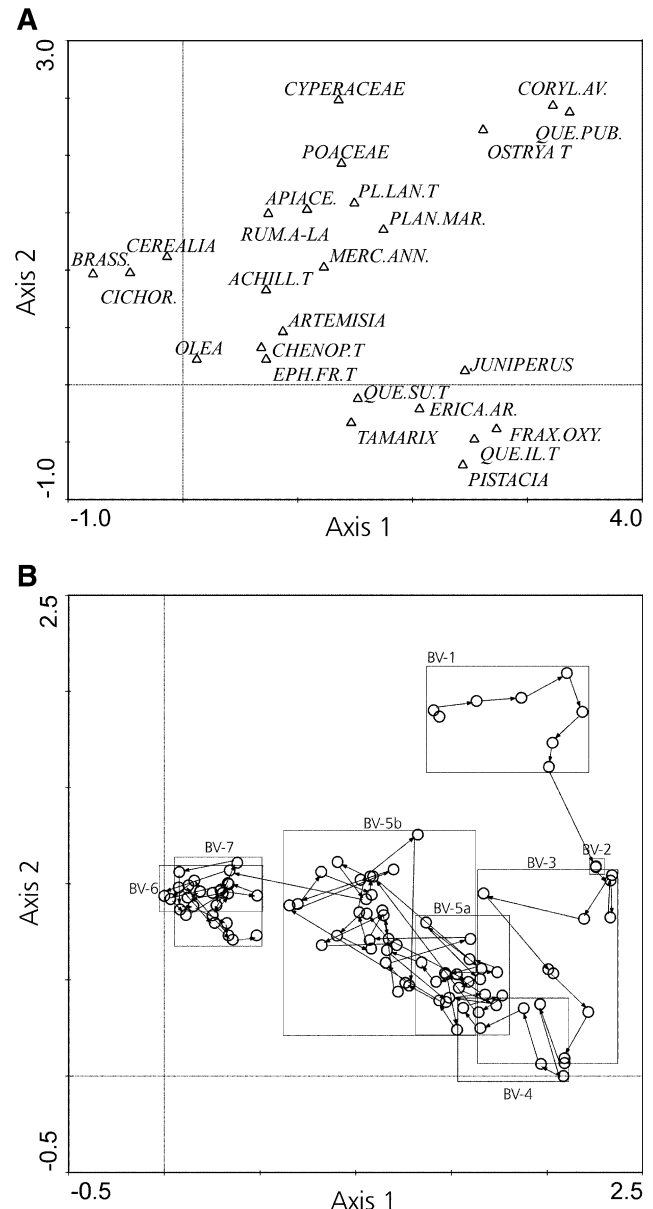 A
3.0
CYPERACEAE
CORYL.AV.
QUE.PUB.
OSTRYA T
POACEAE
PL.LAN.T
APIACE.
PLAN.MAR.
RUM.A-LA
MERC.ANN.
CEREALIA
BRASS.
CICHOR.
ACHILL.T
ARTEMISIA
OLEA
CHENOP.T
EPH.FR.T
JUNIPERUS
QUE.SU.T
ERICA.AR.
TAMARIX
FRAX.OXY.
QUE.IL.T
PISTACIA
Axis 2
-1.0
-1.0
Axis 1
4.0
B
2.5
BV-1
BV-5b
BV-7
BV-2
BV-3
BV-6
BV-5a
BV-4
Axis 2
-0.5
-0.5
Axis 1
2.5